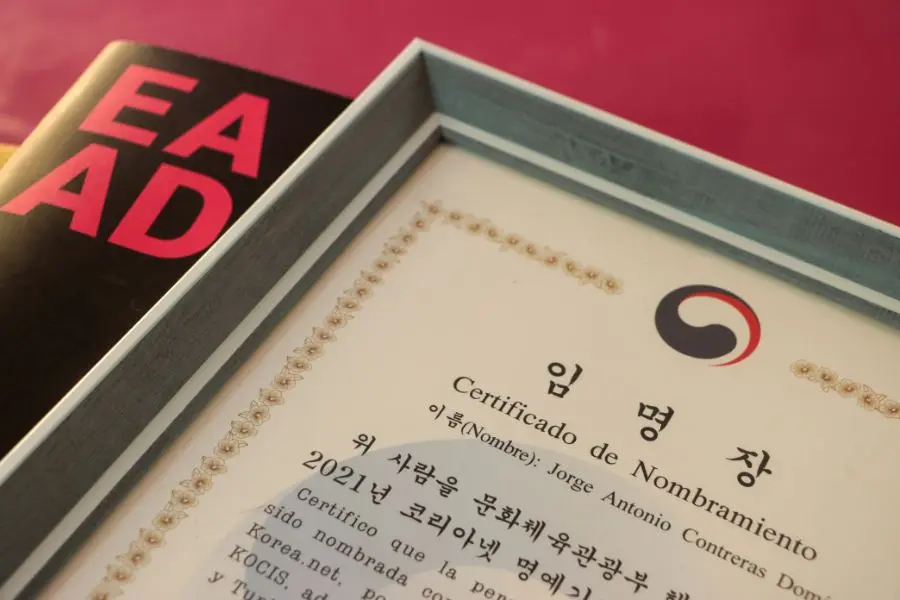 EA
AD
임 명 장
Certificado de Nombramiento
이름(Nombre): Jorge Antonio Contreras
위 사람을 문화체육관광부
2021년 코리아넷
Certifico que la
sido nombrada
Korea.net.
KOCIS,
y